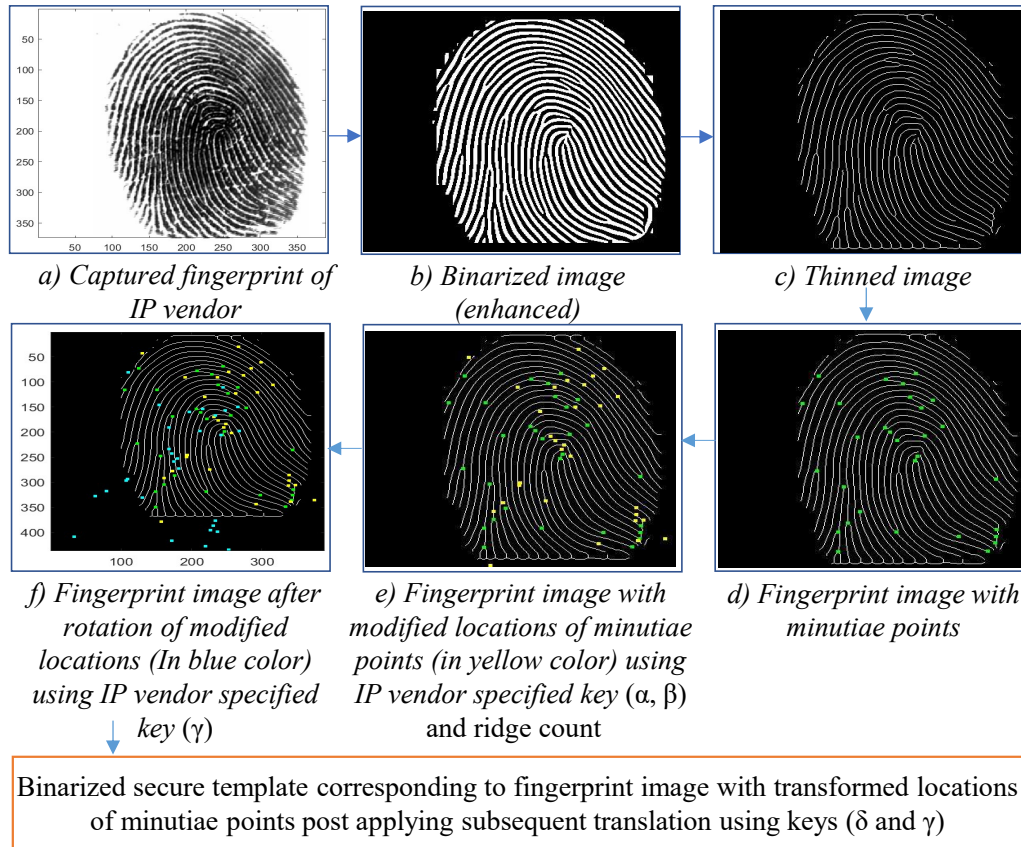 50
100
150
200
250
300
350
50 100 150 200 250 300 350
a) Captured fingerprint of
IP vendor
b) Binarized image
(enhanced)
c) Thinned image
50
100
150
200
250
300
350
400
100 200 300
f) Fingerprint image after
rotation of modified
locations (In blue color)
using IP vendor specified
key (γ)
e) Fingerprint image with
modified locations of minutiae
points (in yellow color) using
IP vendor specified key (α, β)
and ridge count
d) Fingerprint image with
minutiae points
Binarized secure template corresponding to fingerprint image with transformed locations
of minutiae points post applying subsequent translation using keys (δ and γ)